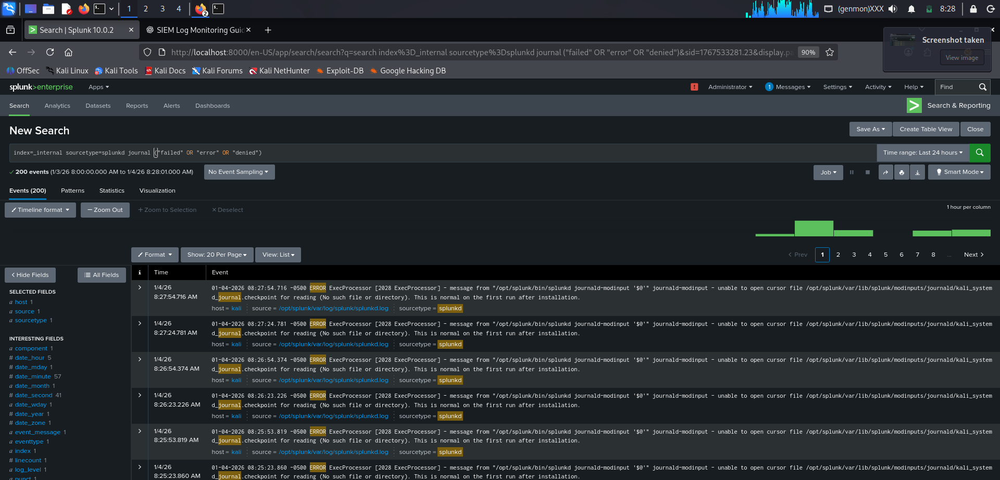 1 2 3 4 2 (genmon)XXX 8:28
Search | Splunk 10.0.2 SIEM Log Monitoring Guid
Screenshot taken
View image
http://localhost:8000/en-US/app/search/search?q=search index%3D_internal sourcetype%3Dsplunkd journal ("failed" OR "error" OR "denied")&sid=1767533281.23&display.pa 90%
OffSec Kali Linux Kali Tools Kali Docs Kali Forums Kali NetHunter Exploit-DB Google Hacking DB
splunk>enterprise Apps ! Administrator 1 Messages Settings Activity Help Find
Search Analytics Datasets Reports Alerts Dashboards Search & Reporting
New Search
Save As Create Table View Close
index=_internal sourcetype=splunkd journal ("failed" OR "error" OR "denied")
Time range: Last 24 hours
200 events (1/3/26 8:00:00.000 AM to 1/4/26 8:28:01.000 AM) No Event Sampling Job Smart Mode
Events (200) Patterns Statistics Visualization
Timeline format — Zoom Out + Zoom to Selection × Deselect
1 hour per column
Format Show: 20 Per Page View: List < Prev 1 2 3 4 5 6 7 8 ... Next >
< Hide Fields All Fields
i Time Event
SELECTED FIELDS
a host 1
a source 1
a sourcetype 1
INTERESTING FIELDS
a component 1
# date_hour 5
# date_mday 1
# date_minute 57
a date_month 1
# date_second 41
a date_wday 1
# date_year 1
# date_zone 1
a event_message 1
a eventtype 1
a index 1
# linecount 1
a log_level 1
a punct 1
1/4/26
8:27:54.716 AM
01-04-2026 08:27:54.716 -0500 ERROR ExecProcessor [2028 ExecProcessor] - message from "/opt/splunk/bin/splunkd journald-modinput '$@'" journald-modinput - unable to open cursor file /opt/splunk/var/lib/splunk/modinputs/journald/kali_system
d_journal.checkpoint for reading (No such file or directory). This is normal on the first run after installation.
host = kali source = /opt/splunk/var/log/splunk/splunkd.log sourcetype = splunkd
1/4/26
8:27:24.781 AM
01-04-2026 08:27:24.781 -0500 ERROR ExecProcessor [2028 ExecProcessor] - message from "/opt/splunk/bin/splunkd journald-modinput '$@'" journald-modinput - unable to open cursor file /opt/splunk/var/lib/splunk/modinputs/journald/kali_system
d_journal.checkpoint for reading (No such file or directory). This is normal on the first run after installation.
host = kali source = /opt/splunk/var/log/splunk/splunkd.log sourcetype = splunkd
1/4/26
8:26:54.374 AM
01-04-2026 08:26:54.374 -0500 ERROR ExecProcessor [2028 ExecProcessor] - message from "/opt/splunk/bin/splunkd journald-modinput '$@'" journald-modinput - unable to open cursor file /opt/splunk/var/lib/splunk/modinputs/journald/kali_system
d_journal.checkpoint for reading (No such file or directory). This is normal on the first run after installation.
host = kali source = /opt/splunk/var/log/splunk/splunkd.log sourcetype = splunkd
1/4/26
8:26:23.226 AM
01-04-2026 08:26:23.226 -0500 ERROR ExecProcessor [2028 ExecProcessor] - message from "/opt/splunk/bin/splunkd journald-modinput '$@'" journald-modinput - unable to open cursor file /opt/splunk/var/lib/splunk/modinputs/journald/kali_system
d_journal.checkpoint for reading (No such file or directory). This is normal on the first run after installation.
host = kali source = /opt/splunk/var/log/splunk/splunkd.log sourcetype = splunkd
1/4/26
8:25:53.819 AM
01-04-2026 08:25:53.819 -0500 ERROR ExecProcessor [2028 ExecProcessor] - message from "/opt/splunk/bin/splunkd journald-modinput '$@'" journald-modinput - unable to open cursor file /opt/splunk/var/lib/splunk/modinputs/journald/kali_system
d_journal.checkpoint for reading (No such file or directory). This is normal on the first run after installation.
host = kali source = /opt/splunk/var/log/splunk/splunkd.log sourcetype = splunkd
1/4/26
8:25:23.860 AM
01-04-2026 08:25:23.860 -0500 ERROR ExecProcessor [2028 ExecProcessor] - message from "/opt/splunk/bin/splunkd journald-modinput '$@'" journald-modinput - unable to open cursor file /opt/splunk/var/lib/splunk/modinputs/journald/kali_system
d_journal.checkpoint for reading (No such file or directory). This is normal on the first run after installation.